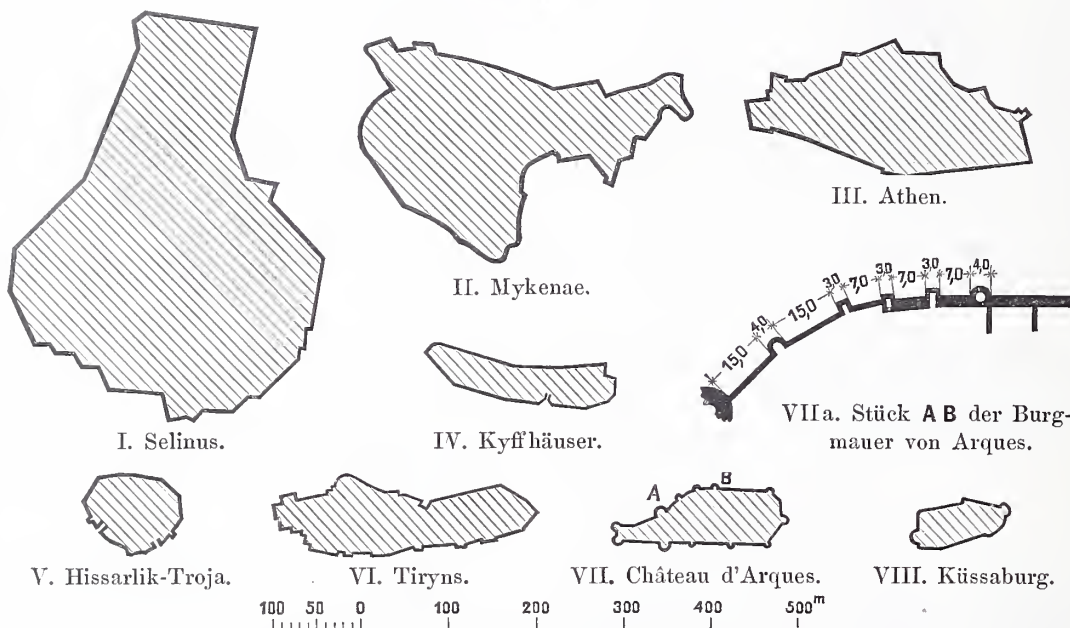 I. Selinus.
II. Mykenae.
III. Athen.
IV. Kyffhäuser.
15,0 4,0 15,0 3,0 7,0 3,0 7,0 3,0 7,0 4,0
VIIa. Stück A B der Burg-
mauer von Arques.
A B
V. Hissarlik-Troja.
VI. Tiryns.
VII. Château d'Arques.
VIII. Küssaburg.
100 50 0 100 200 300 400 500m